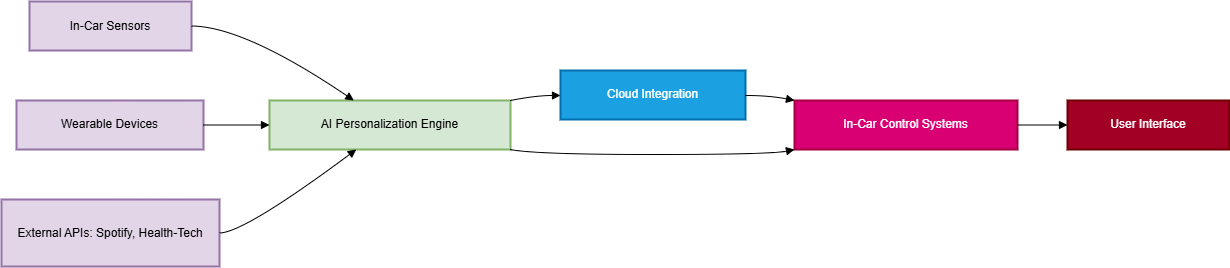 In-Car Sensors
Wearable Devices
External APIs: Spotify, Health-Tech
AI Personalization Engine
Cloud Integration
In-Car Control Systems
User Interface